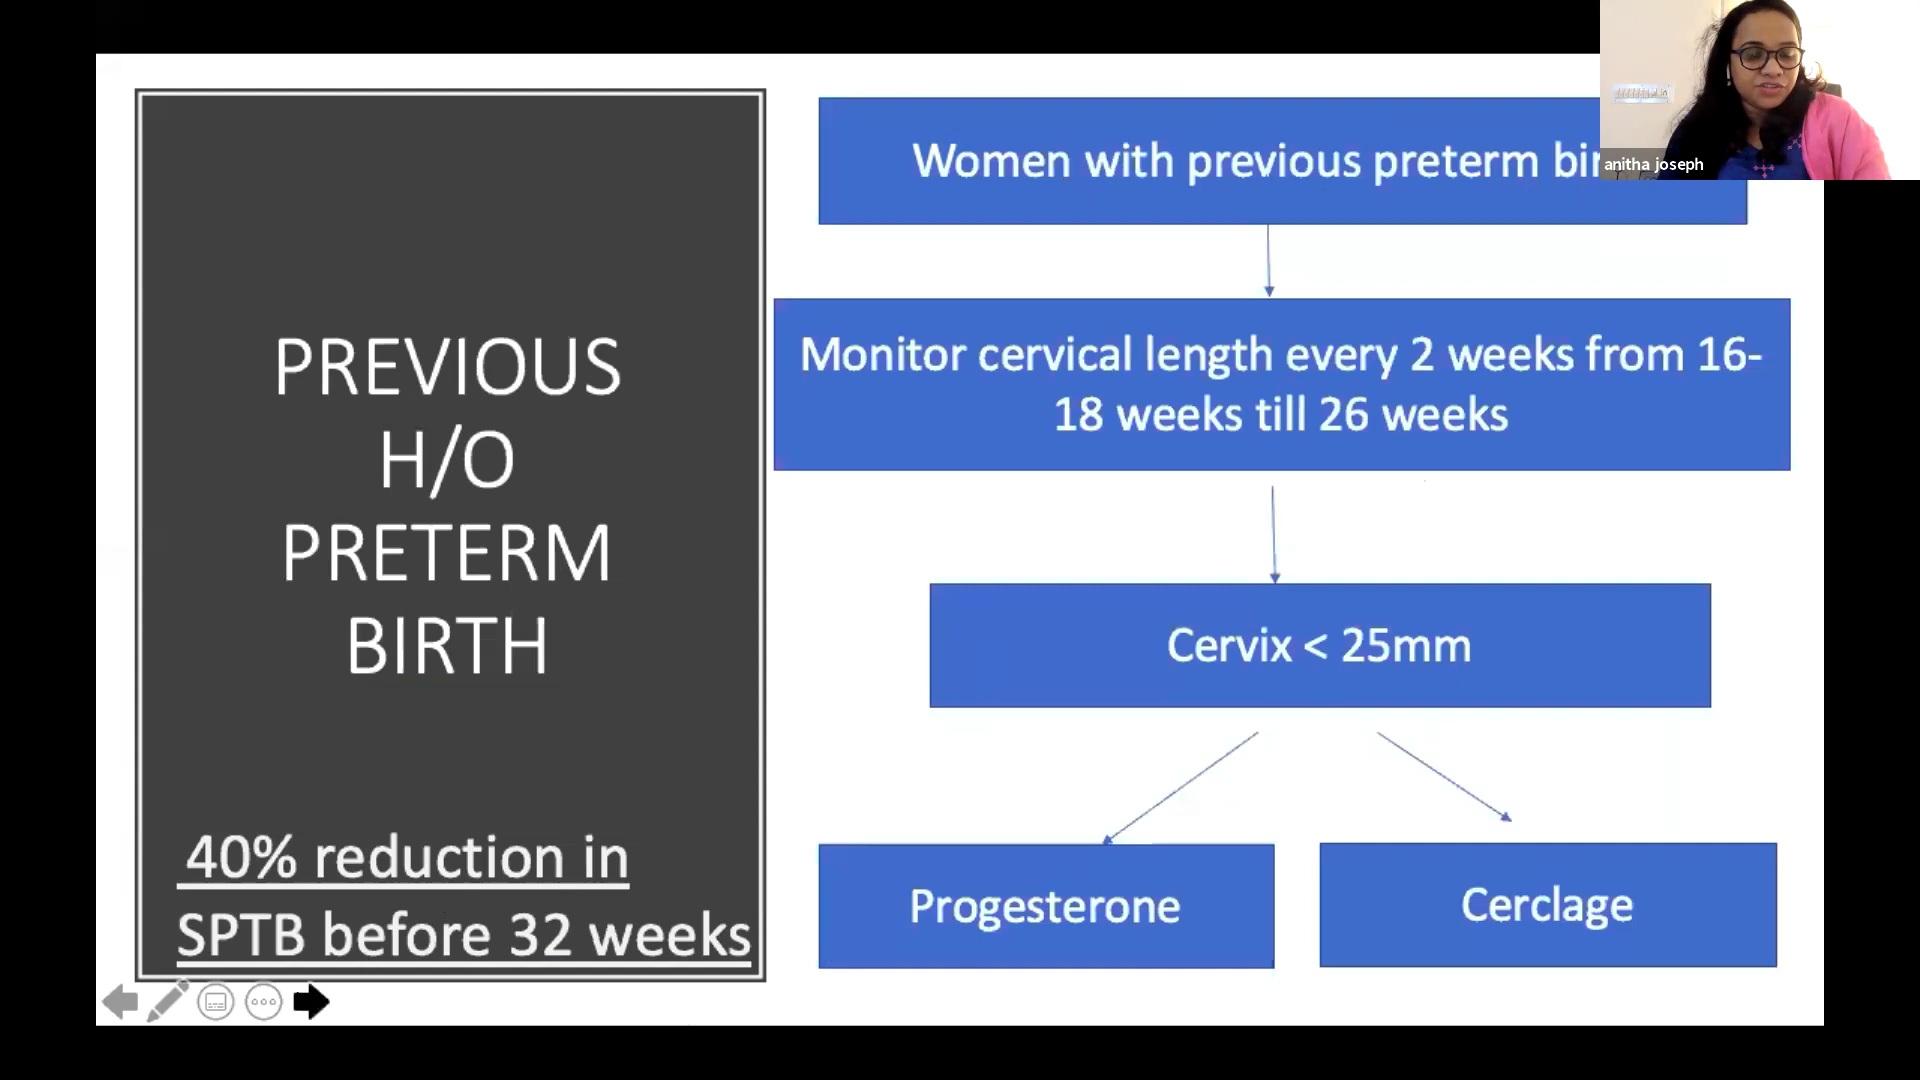 PREVIOUS
H/O
PRETERM
BIRTH
40% reduction in
SPTB before 32 weeks
Women with previous preterm
anitha joseph
Monitor cervical length every 2 weeks from 16-
18 weeks till 26 weeks
Cervix < 25mm
Progesterone
Cerclage